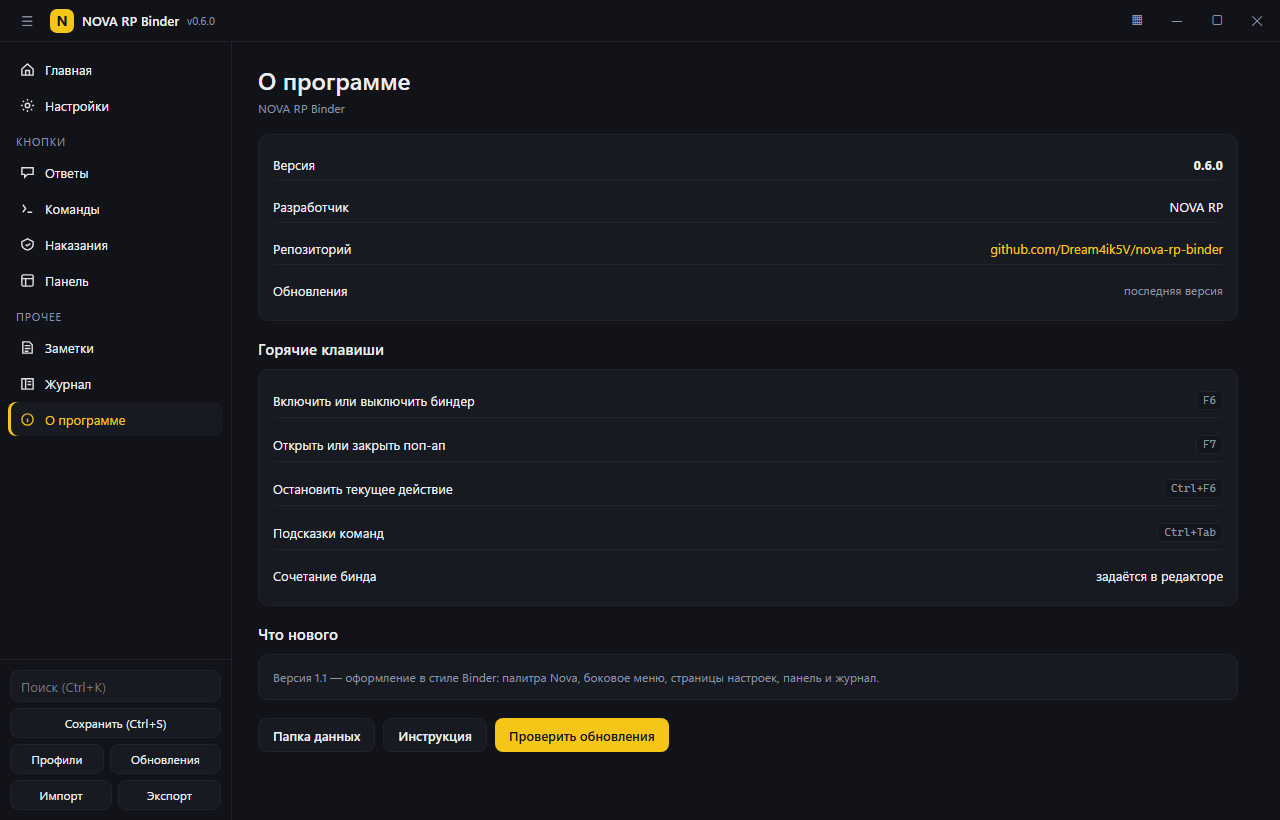 N NOVA RP Binder v0.6.0
Главная
Настройки
КНОПКИ
Ответы
Команды
Наказания
Панель
ПРОЧЕЕ
Заметки
Журнал
О программе
Поиск (Ctrl+K)
Сохранить (Ctrl+S)
Профили Обновления
Импорт Экспорт
О программе
NOVA RP Binder
Версия 0.6.0
Разработчик NOVA RP
Репозиторий github.com/Dream4ik5V/nova-rp-binder
Обновления последняя версия
Горячие клавиши
Включить или выключить биндер F6
Открыть или закрыть поп-ап F7
Остановить текущее действие Ctrl+F6
Подсказки команд Ctrl+Tab
Сочетание бинда задаётся в редакторе
Что нового
Версия 1.1 — оформление в стиле Binder: палитра Nova, боковое меню, страницы настроек, панель и журнал.
Папка данных Инструкция Проверить обновления